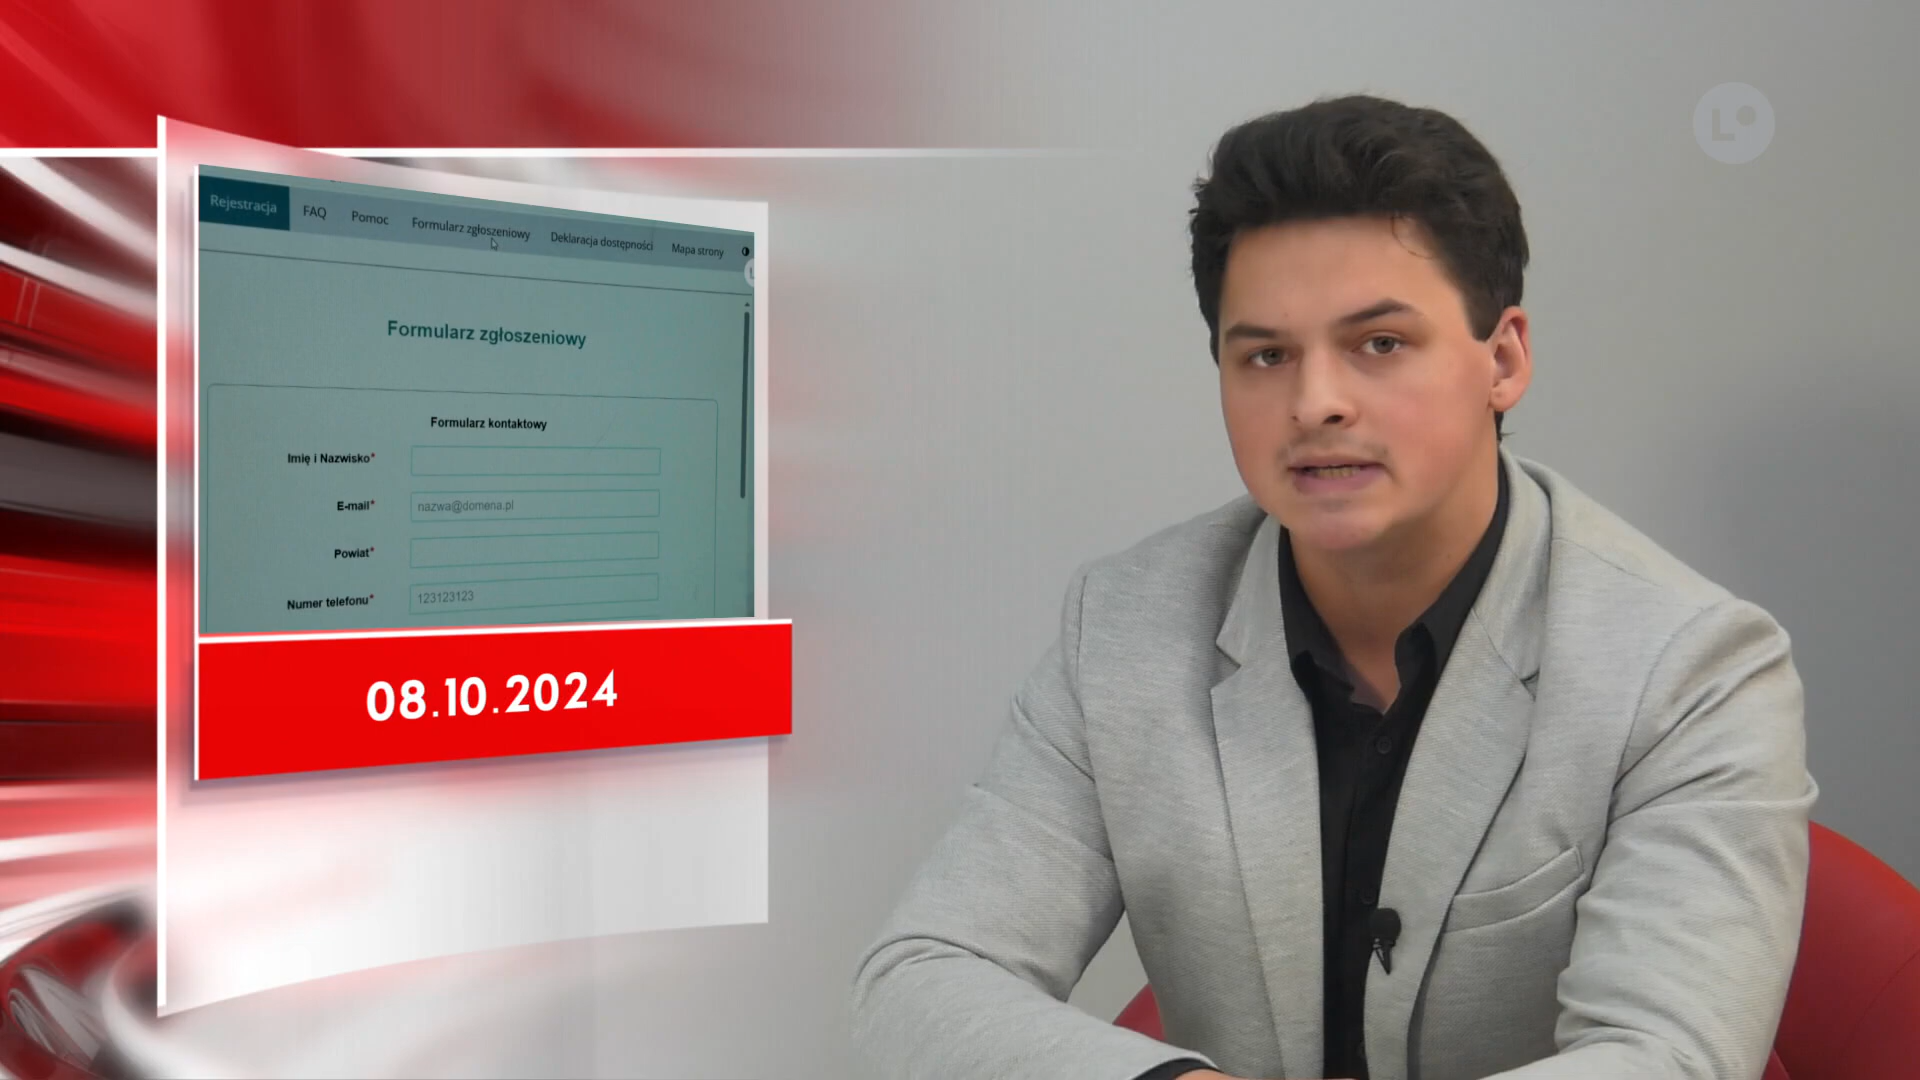 Rejestracja FAQ Pomoc Formularz zgłoszeniowy Deklaracja dostępności Mapa strony
Formularz zgłoszeniowy
Formularz kontaktowy
Imię i Nazwisko*
E-mail* nazwa@domena.pl
Powiat*
Numer telefonu* 123123123
08.10.2024
L